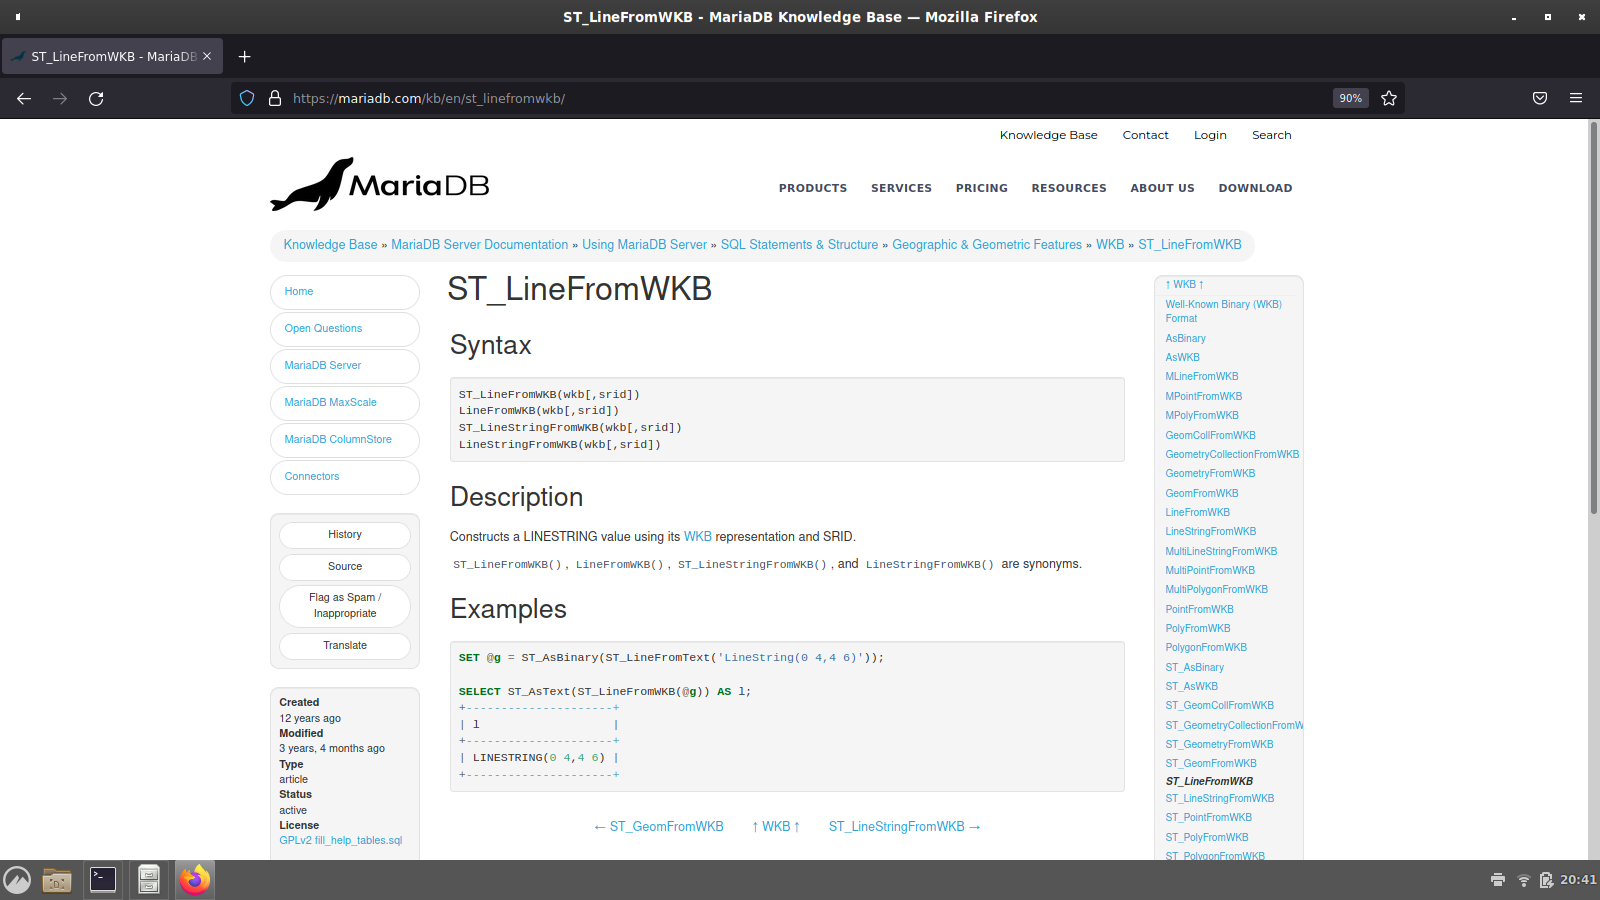 ST_LineFromWKB - MariaDB Knowledge Base — Mozilla Firefox
ST_LineFromWKB - MariaDB
https://mariadb.com/kb/en/st_linefromwkb/
90%
Knowledge Base Contact Login Search
MariaDB
PRODUCTS SERVICES PRICING RESOURCES ABOUT US DOWNLOAD
Knowledge Base » MariaDB Server Documentation » Using MariaDB Server » SQL Statements & Structure » Geographic & Geometric Features » WKB » ST_LineFromWKB
Home
Open Questions
MariaDB Server
MariaDB MaxScale
MariaDB ColumnStore
Connectors
History
Source
Flag as Spam /
Inappropriate
Translate
Created
12 years ago
Modified
3 years, 4 months ago
Type
article
Status
active
License
GPLv2 fill_help_tables.sql
ST_LineFromWKB
Syntax
ST_LineFromWKB(wkb[,srid])
LineFromWKB(wkb[,srid])
ST_LineStringFromWKB(wkb[,srid])
LineStringFromWKB(wkb[,srid])
Description
Constructs a LINESTRING value using its WKB representation and SRID.
ST_LineFromWKB(), LineFromWKB(), ST_LineStringFromWKB(), and LineStringFromWKB() are synonyms.
Examples
SET @g = ST_AsBinary(ST_LineFromText('LineString(0 4,4 6)'));
SELECT ST_AsText(ST_LineFromWKB(@g)) AS l;
+---------------------+
| l                   |
+---------------------+
| LINESTRING(0 4,4 6) |
+---------------------+
← ST_GeomFromWKB ↑ WKB ↑ ST_LineStringFromWKB →
↑ WKB ↑
Well-Known Binary (WKB)
Format
AsBinary
AsWKB
MLineFromWKB
MPointFromWKB
MPolyFromWKB
GeomCollFromWKB
GeometryCollectionFromWKB
GeometryFromWKB
GeomFromWKB
LineFromWKB
LineStringFromWKB
MultiLineStringFromWKB
MultiPointFromWKB
MultiPolygonFromWKB
PointFromWKB
PolyFromWKB
PolygonFromWKB
ST_AsBinary
ST_AsWKB
ST_GeomCollFromWKB
ST_GeometryCollectionFromW
ST_GeometryFromWKB
ST_GeomFromWKB
ST_LineFromWKB
ST_LineStringFromWKB
ST_PointFromWKB
ST_PolyFromWKB
ST_PolygonFromWKB
20:41